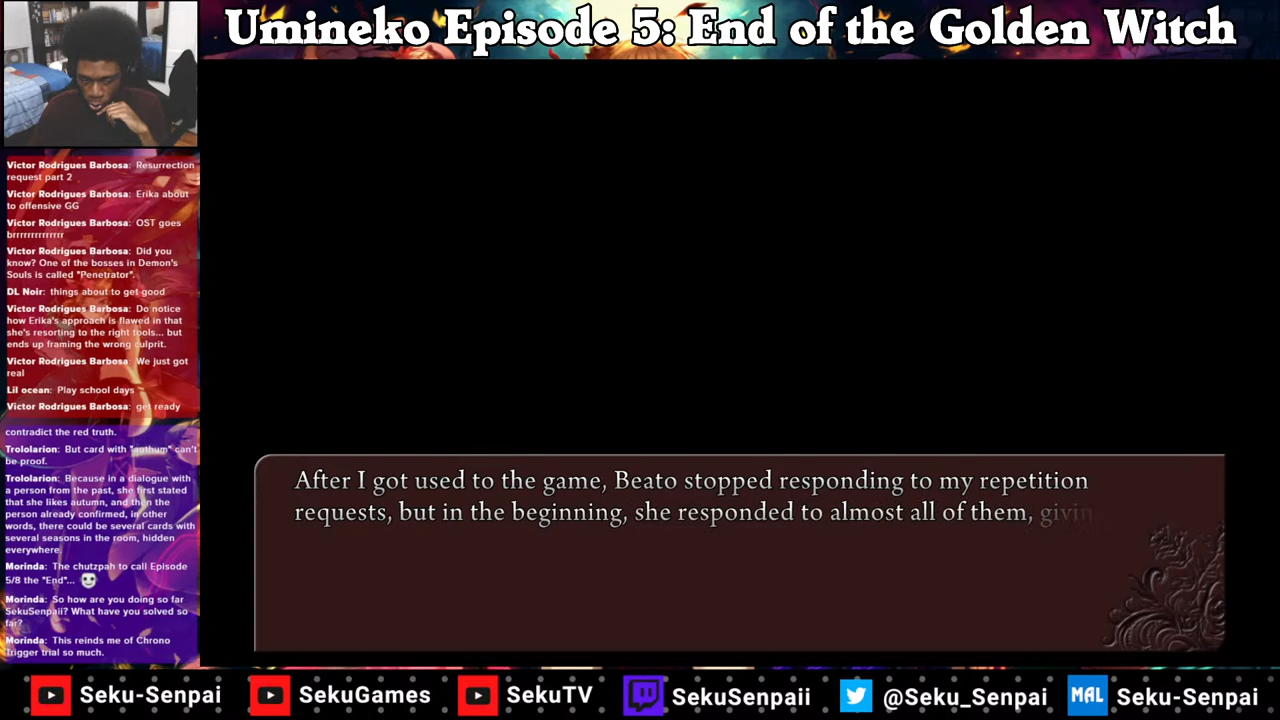 Umineko Episode 5: End of the Golden Witch
Victor Rodrigues Barbosa: Resurrection
request part 2
Victor Rodrigues Barbosa: Erika about
to offensive GG
Victor Rodrigues Barbosa: OST goes
brrrrrrrrrrrrr
Victor Rodrigues Barbosa: Did you
know? One of the bosses in Demon's
Souls is called "Penetrator".
DL Noir: things about to get good
Victor Rodrigues Barbosa: Do notice
how Erika's approach is flawed in that
she's resorting to the right tools... but
ends up framing the wrong culprit.
Victor Rodrigues Barbosa: We just got
real
Lil ocean: Play school days
Victor Rodrigues Barbosa: get ready
contradict the red truth.
Trololarion: But card with "authum" can't
be proof.
Trololarion: Because in a dialogue with
a person from the past, she first stated
that she likes autumn, and then the
person already confirmed, in other
words, there could be several cards with
several seasons in the room, hidden
everywhere.
Morinda: The chutzpah to call Episode
5/8 the "End"...
Morinda: So how are you doing so far
SekuSenpaii? What have you solved so
far?
Morinda: This reinds me of Chrono
Trigger trial so much.
After I got used to the game, Beato stopped responding to my repetition
requests, but in the beginning, she responded to almost all of them, givin
Seku-Senpai
SekuGames
SekuTV
SekuSenpaii
@Seku_Senpai
MAL Seku-Senpai